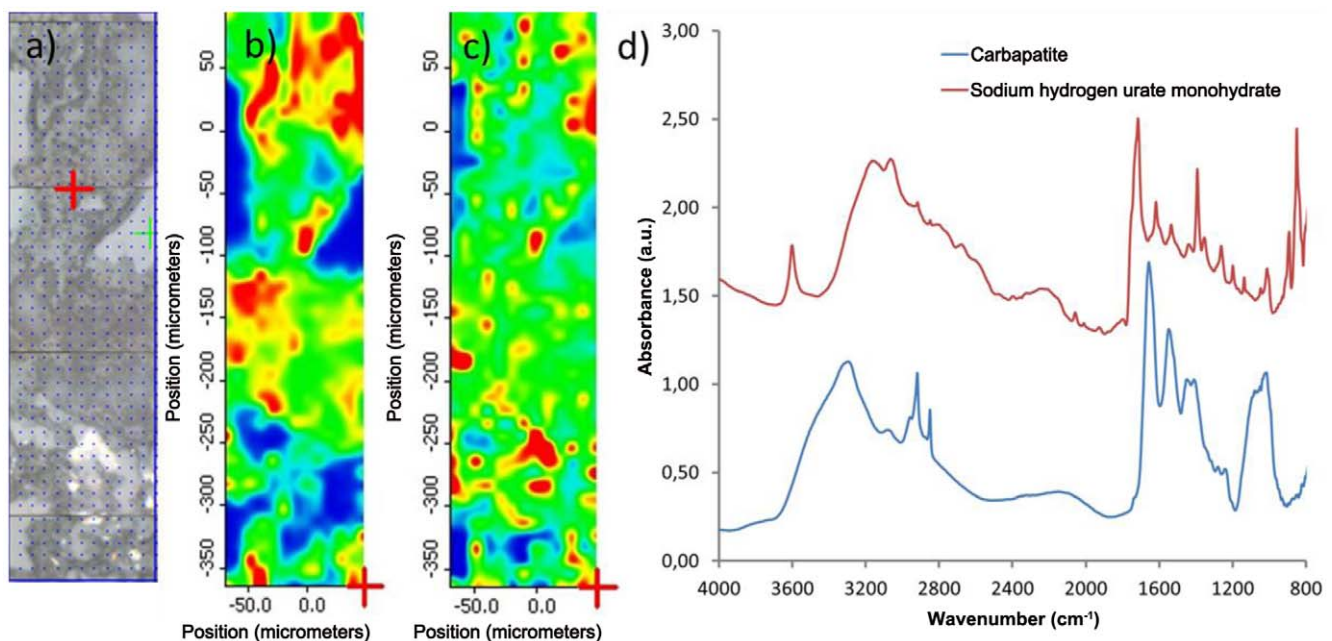 a)
b)
c)
d)
Position (micrometers)
50
0
-50
-100
-150
-200
-250
-300
-350
-50.0 0.0
Position (micrometers)
Position (micrometers)
50
0
-50
-100
-150
-200
-250
-300
-350
-50.0 0.0
Position (micrometers)
Carbapatite
Sodium hydrogen urate monohydrate
Absorbance (a.u.)
3,00
2,50
2,00
1,50
1,00
0,50
0,00
4000 3600 3200 2800 2400 2000 1600 1200 800
Wavenumber (cm⁻¹)